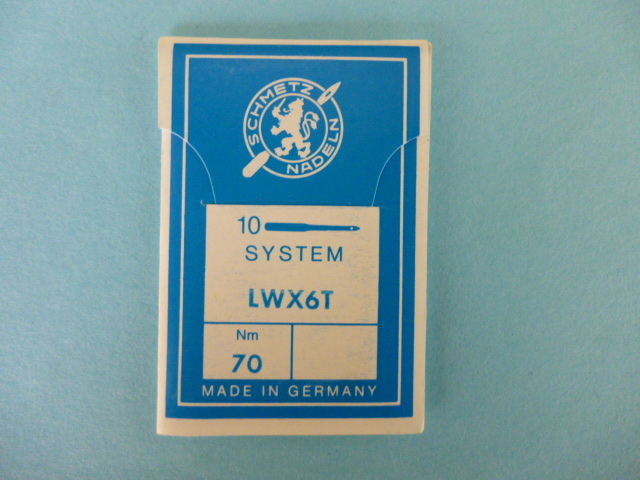 SCHMETZ
NADELN
10
SYSTEM
LWX6T
Nm
70
MADE IN GERMANY